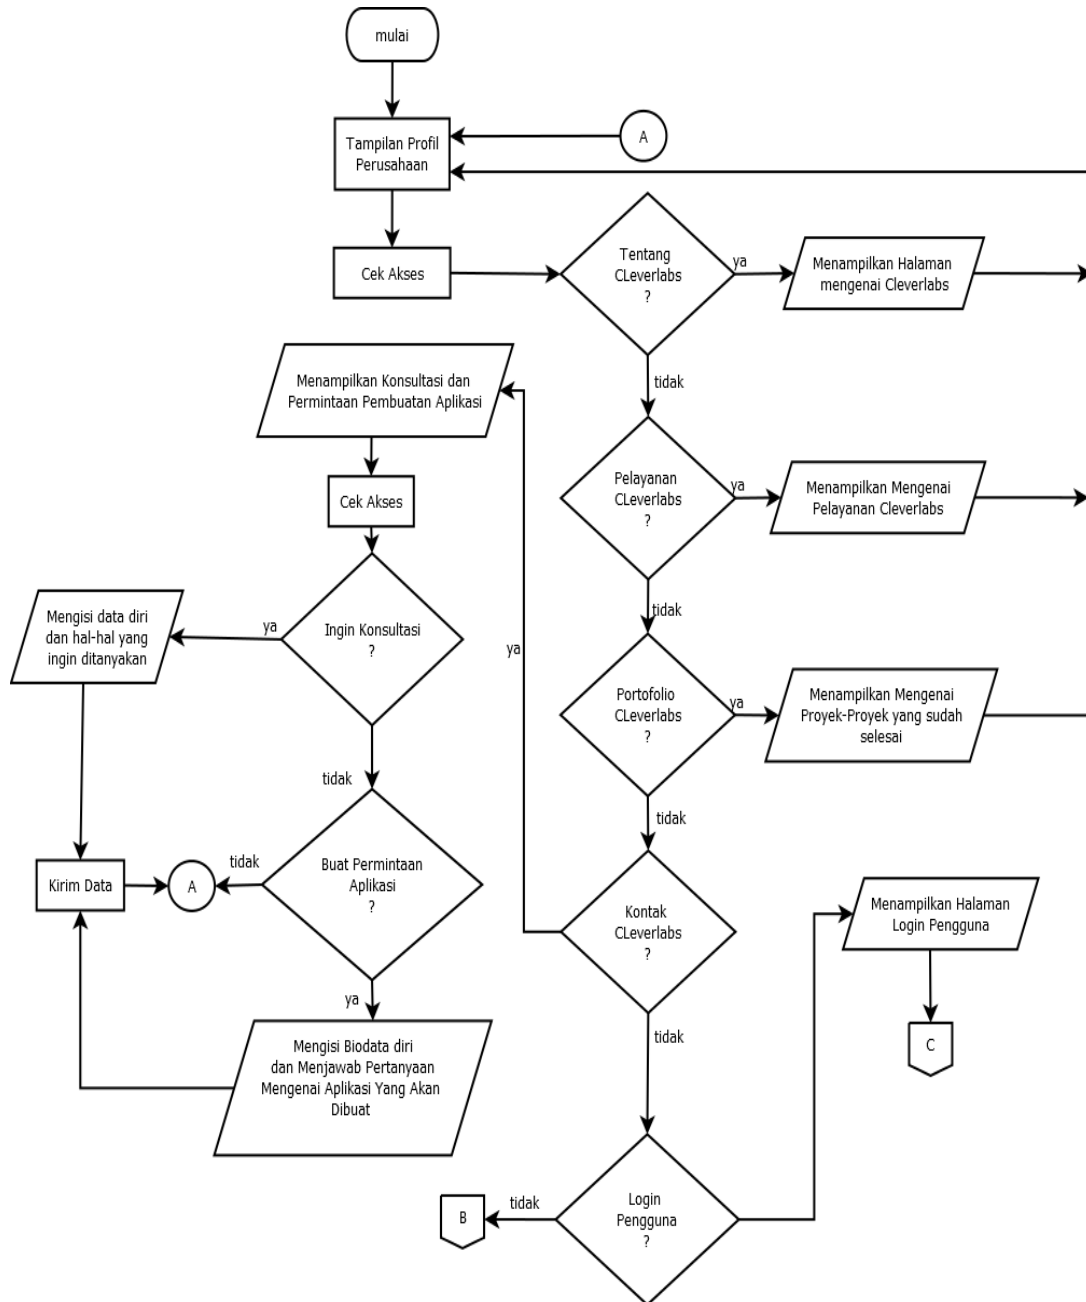 mulai
Tampilan Profil
Perusahaan
A
Cek Akses
Tentang
CLeverlabs
?
ya
Menampilkan Halaman
mengenai Cleverlabs
tidak
Menampilkan Konsultasi dan
Permintaan Pembuatan Aplikasi
Pelayanan
CLeverlabs
?
ya
Menampilkan Mengenai
Pelayanan Cleverlabs
Cek Akses
tidak
Ingin Konsultasi
?
ya
Mengisi data diri
dan hal-hal yang
ingin ditanyakan
ya
Portofolio
CLeverlabs
?
ya
Menampilkan Mengenai
Proyek-Proyek yang sudah
selesai
tidak
tidak
Buat Permintaan
Aplikasi
?
tidak
A
Kirim Data
Kontak
CLeverlabs
?
Menampilkan Halaman
Login Pengguna
ya
tidak
C
Mengisi Biodata diri
dan Menjawab Pertanyaan
Mengenai Aplikasi Yang Akan
Dibuat
Login
Pengguna
?
tidak
B